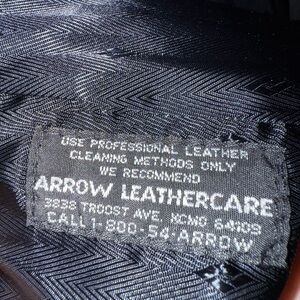 USE PROFESSIONAL LEATHER
CLEANING METHODS ONLY
WE RECOMMEND
ARROW LEATHERCARE
3838 TROOST AVE. KCMO 64109
CALL 1-800-54-ARROW